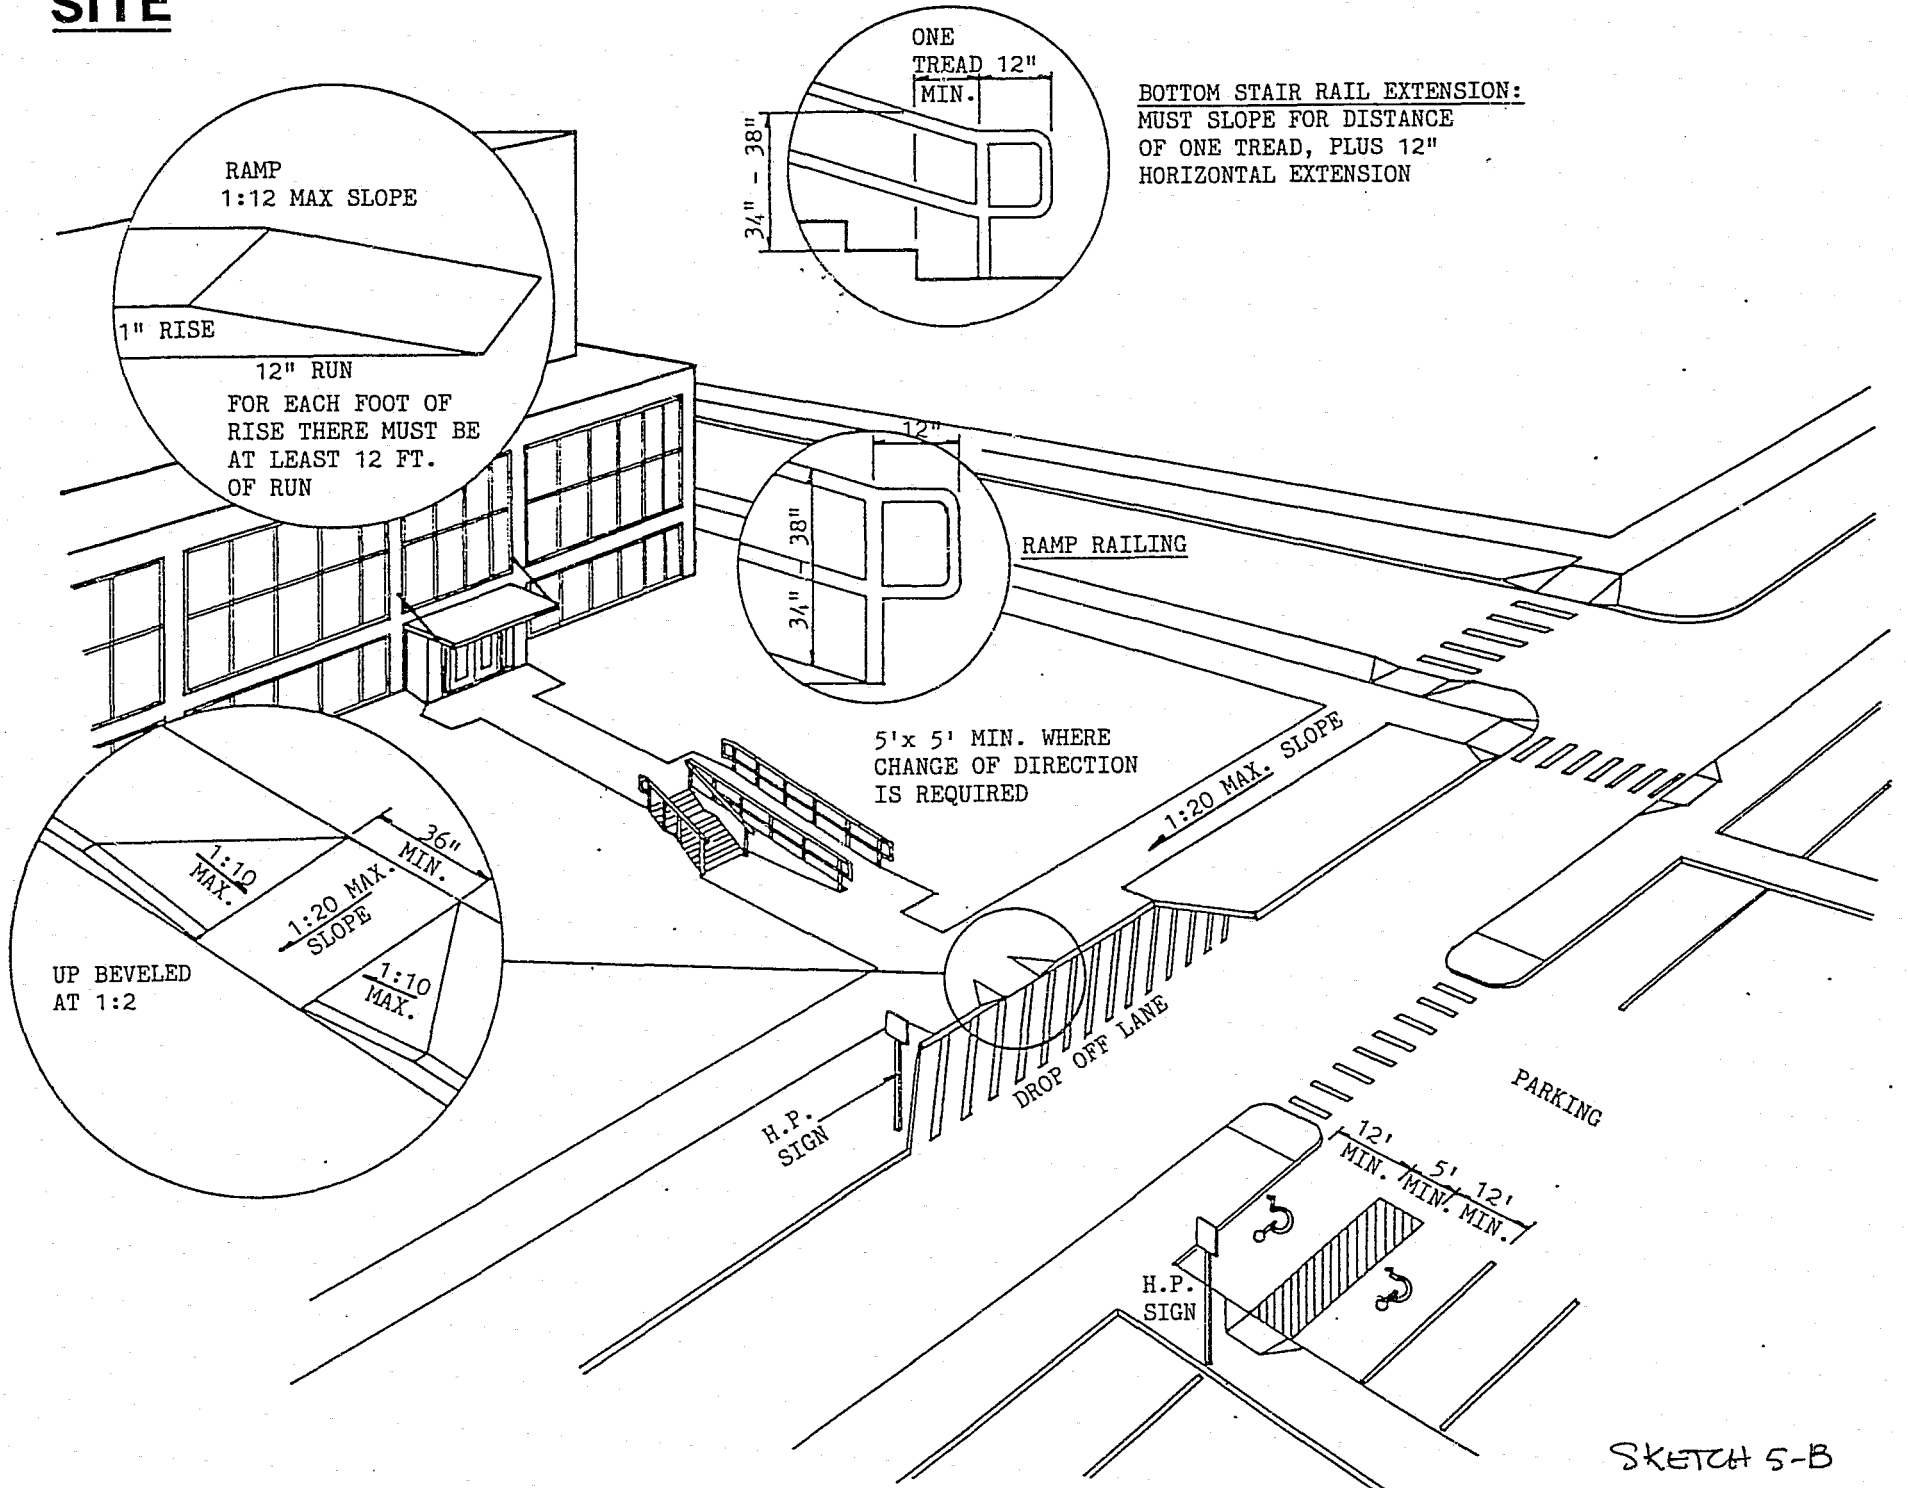 SITE
ONE
TREAD 12"
MIN.
34" - 38"
BOTTOM STAIR RAIL EXTENSION:
MUST SLOPE FOR DISTANCE
OF ONE TREAD, PLUS 12"
HORIZONTAL EXTENSION
RAMP
1:12 MAX SLOPE
1" RISE
12" RUN
FOR EACH FOOT OF
RISE THERE MUST BE
AT LEAST 12 FT.
OF RUN
12"
34" - 38"
RAMP RAILING
5'x 5' MIN. WHERE
CHANGE OF DIRECTION
IS REQUIRED
1:20 MAX. SLOPE
36"
MIN.
1:10
MAX.
1:20 MAX.
SLOPE
1:10
MAX.
UP BEVELED
AT 1:2
DROP OFF LANE
H.P.
SIGN
PARKING
12'
MIN.
5'
MIN.
12'
MIN.
H.P.
SIGN
SKETCH 5-B